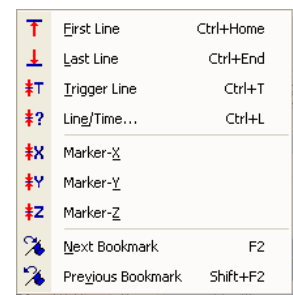 First Line Ctrl+Home
Last Line Ctrl+End
T Trigger Line Ctrl+T
? Line/Time... Ctrl+L
X Marker-X
Y Marker-Y
Z Marker-Z
Next Bookmark F2
Previous Bookmark Shift+F2